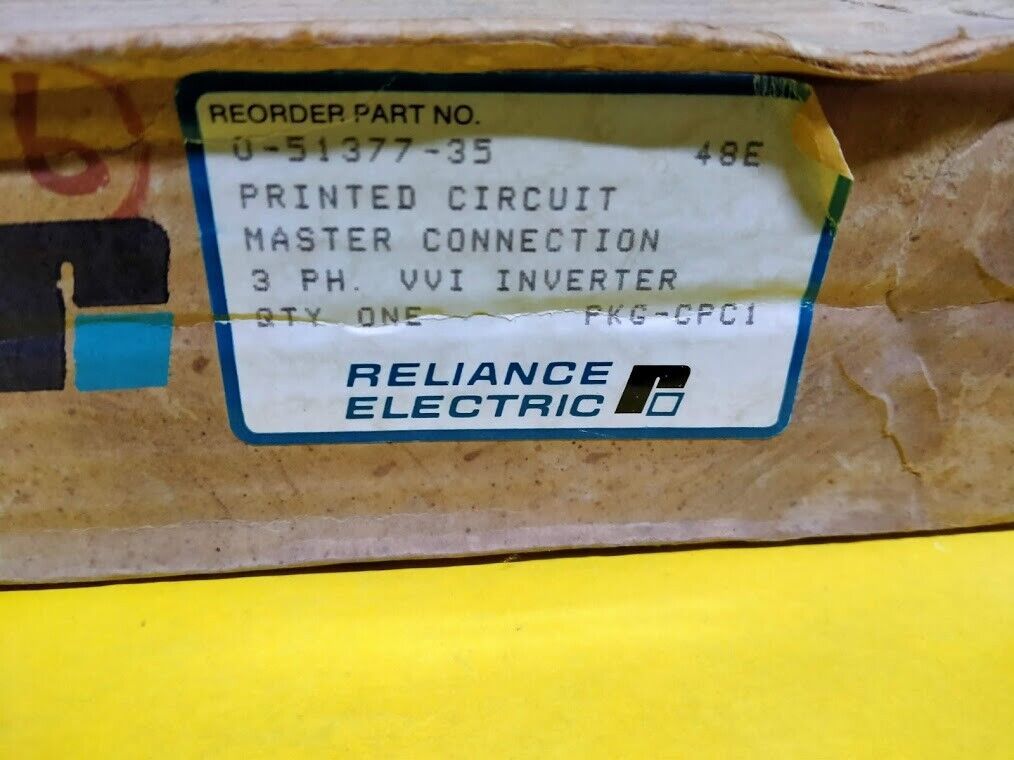 REORDER PART NO.
0-51377-35 48E
PRINTED CIRCUIT
MASTER CONNECTION
3 PH. VVI INVERTER
QTY ONE PKG-CPC1
RELIANCE
ELECTRIC